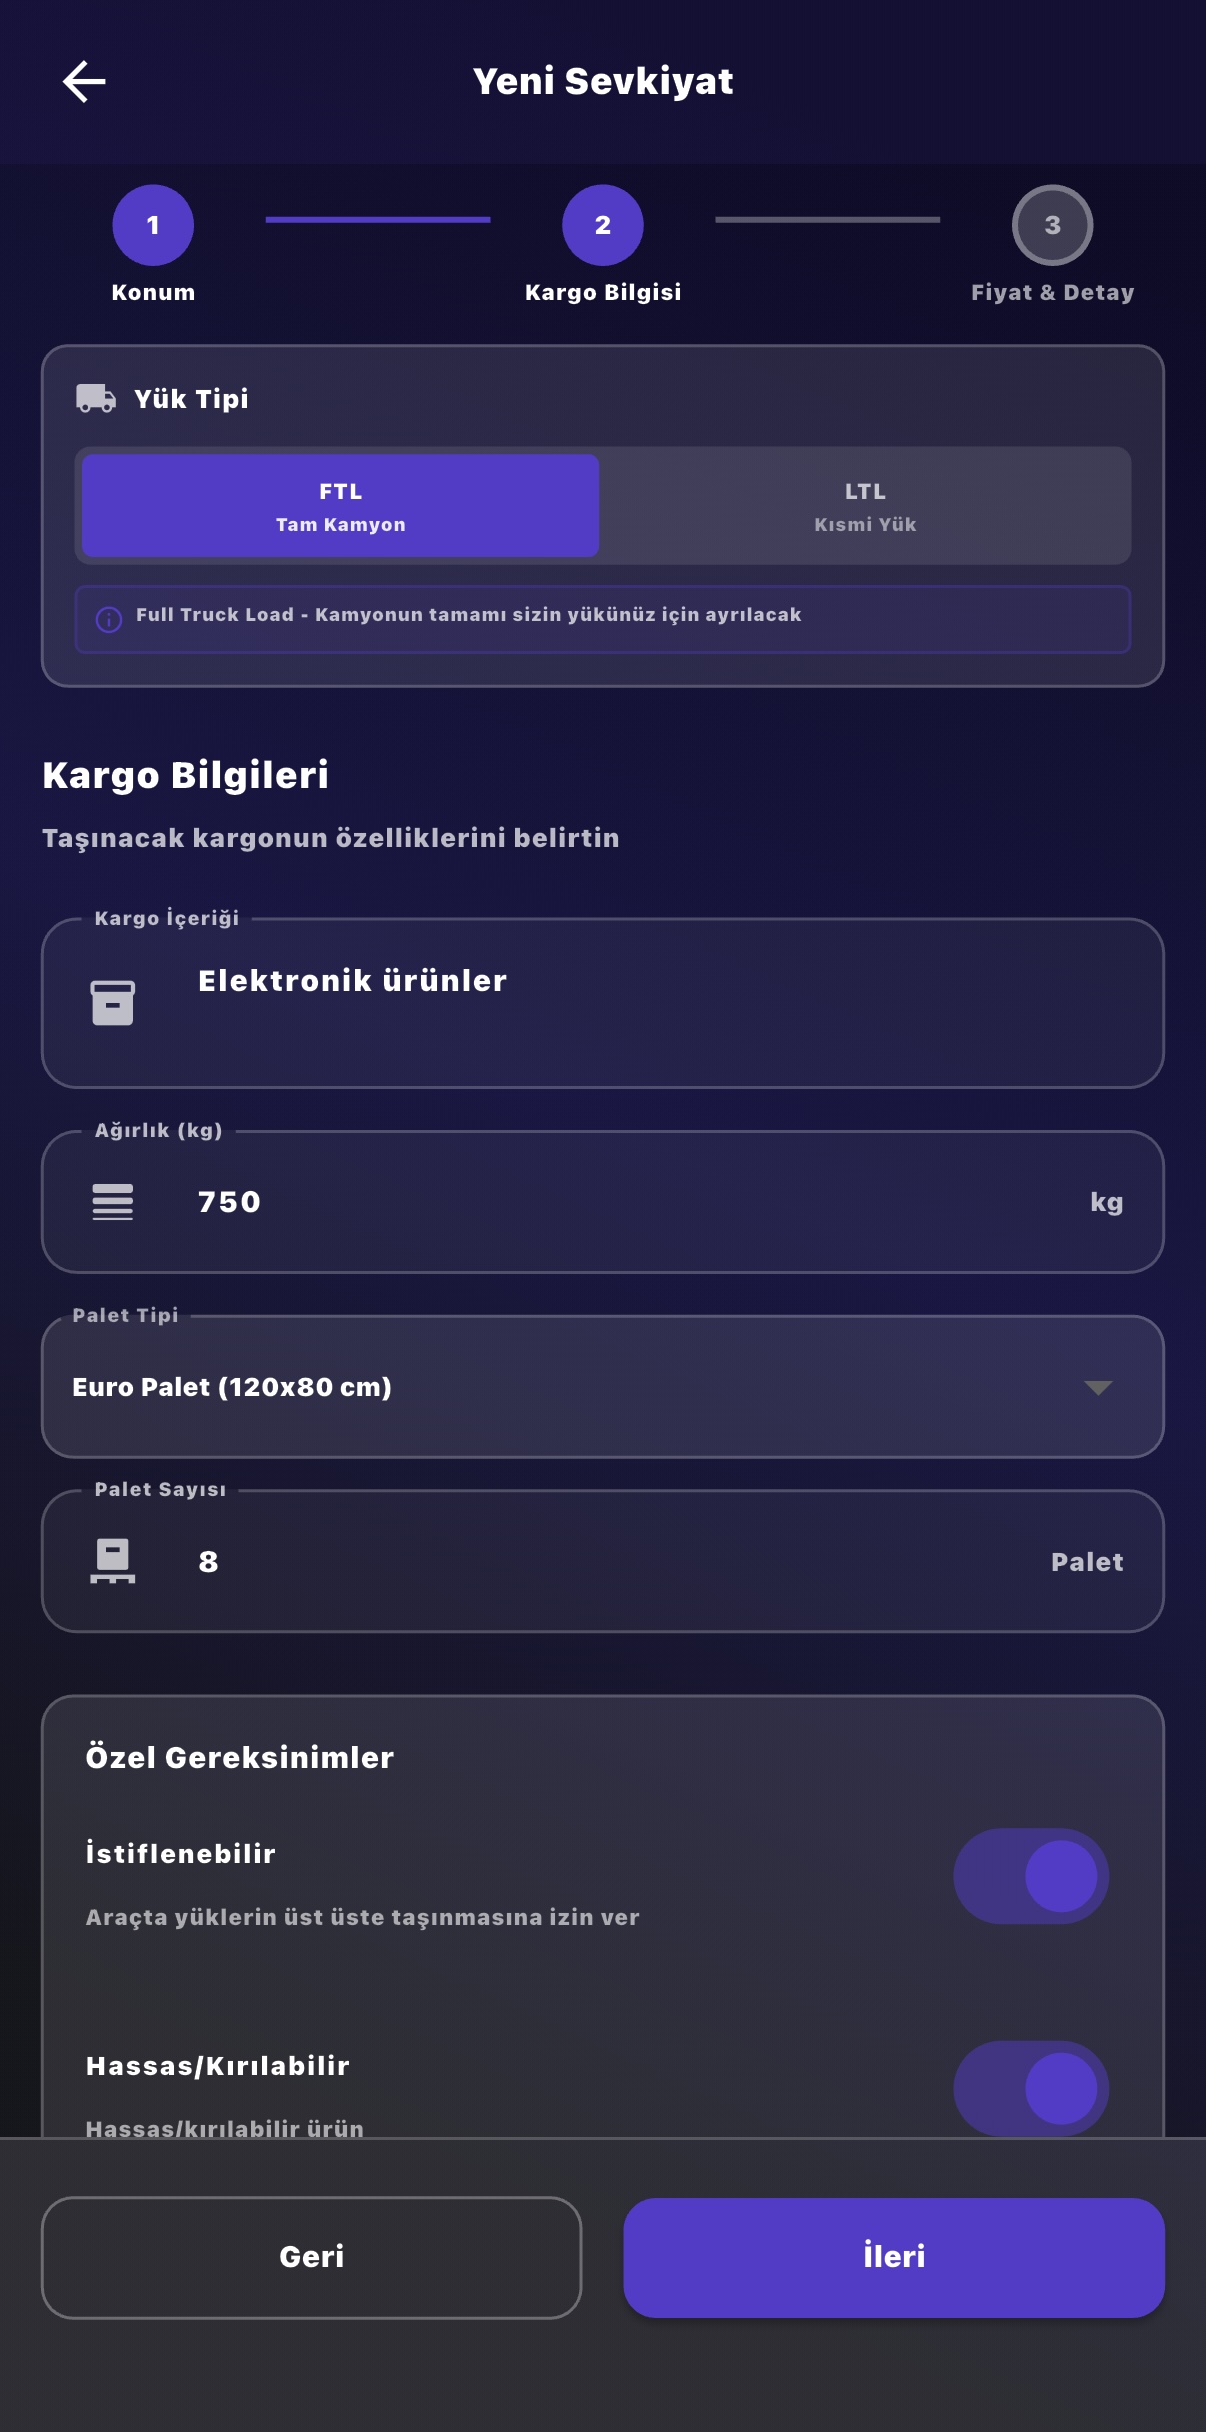 Yeni Sevkiyat
1
2
3
Konum
Kargo Bilgisi
Fiyat & Detay
Yük Tipi
FTL
Tam Kamyon
LTL
Kısmi Yük
Full Truck Load - Kamyonun tamamı sizin yükünüz için ayrılacak
Kargo Bilgileri
Taşınacak kargonun özelliklerini belirtin
Kargo İçeriği
Elektronik ürünler
Ağırlık (kg)
750
kg
Palet Tipi
Euro Palet (120x80 cm)
Palet Sayısı
8
Palet
Özel Gereksinimler
İstiflenebilir
Araçta yüklerin üst üste taşınmasına izin ver
Hassas/Kırılabilir
Hassas/kırılabilir ürün
Geri
İleri